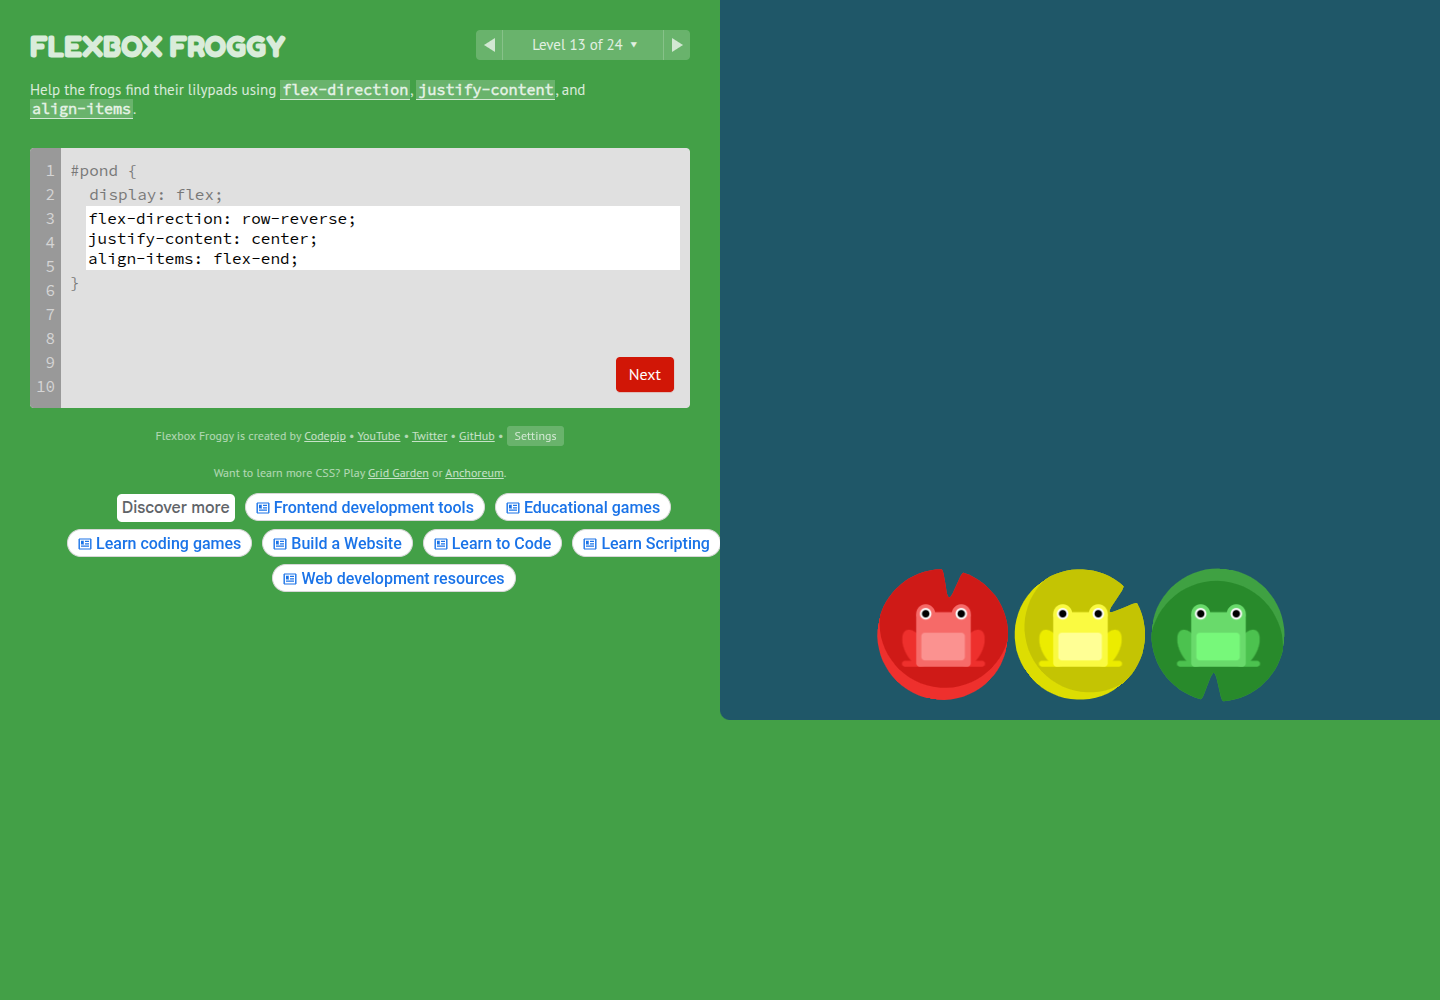 FLEXBOX FROGGY
Level 13 of 24 ▼
Help the frogs find their lilypads using flex-direction, justify-content, and
align-items.
1 #pond {
2 display: flex;
3 flex-direction: row-reverse;
4 justify-content: center;
5 align-items: flex-end;
6 }
7
8
9
10
Next
Flexbox Froggy is created by Codepip • YouTube • Twitter • GitHub • Settings
Want to learn more CSS? Play Grid Garden or Anchoreum.
Discover more Frontend development tools Educational games
Learn coding games Build a Website Learn to Code Learn Scripting
Web development resources